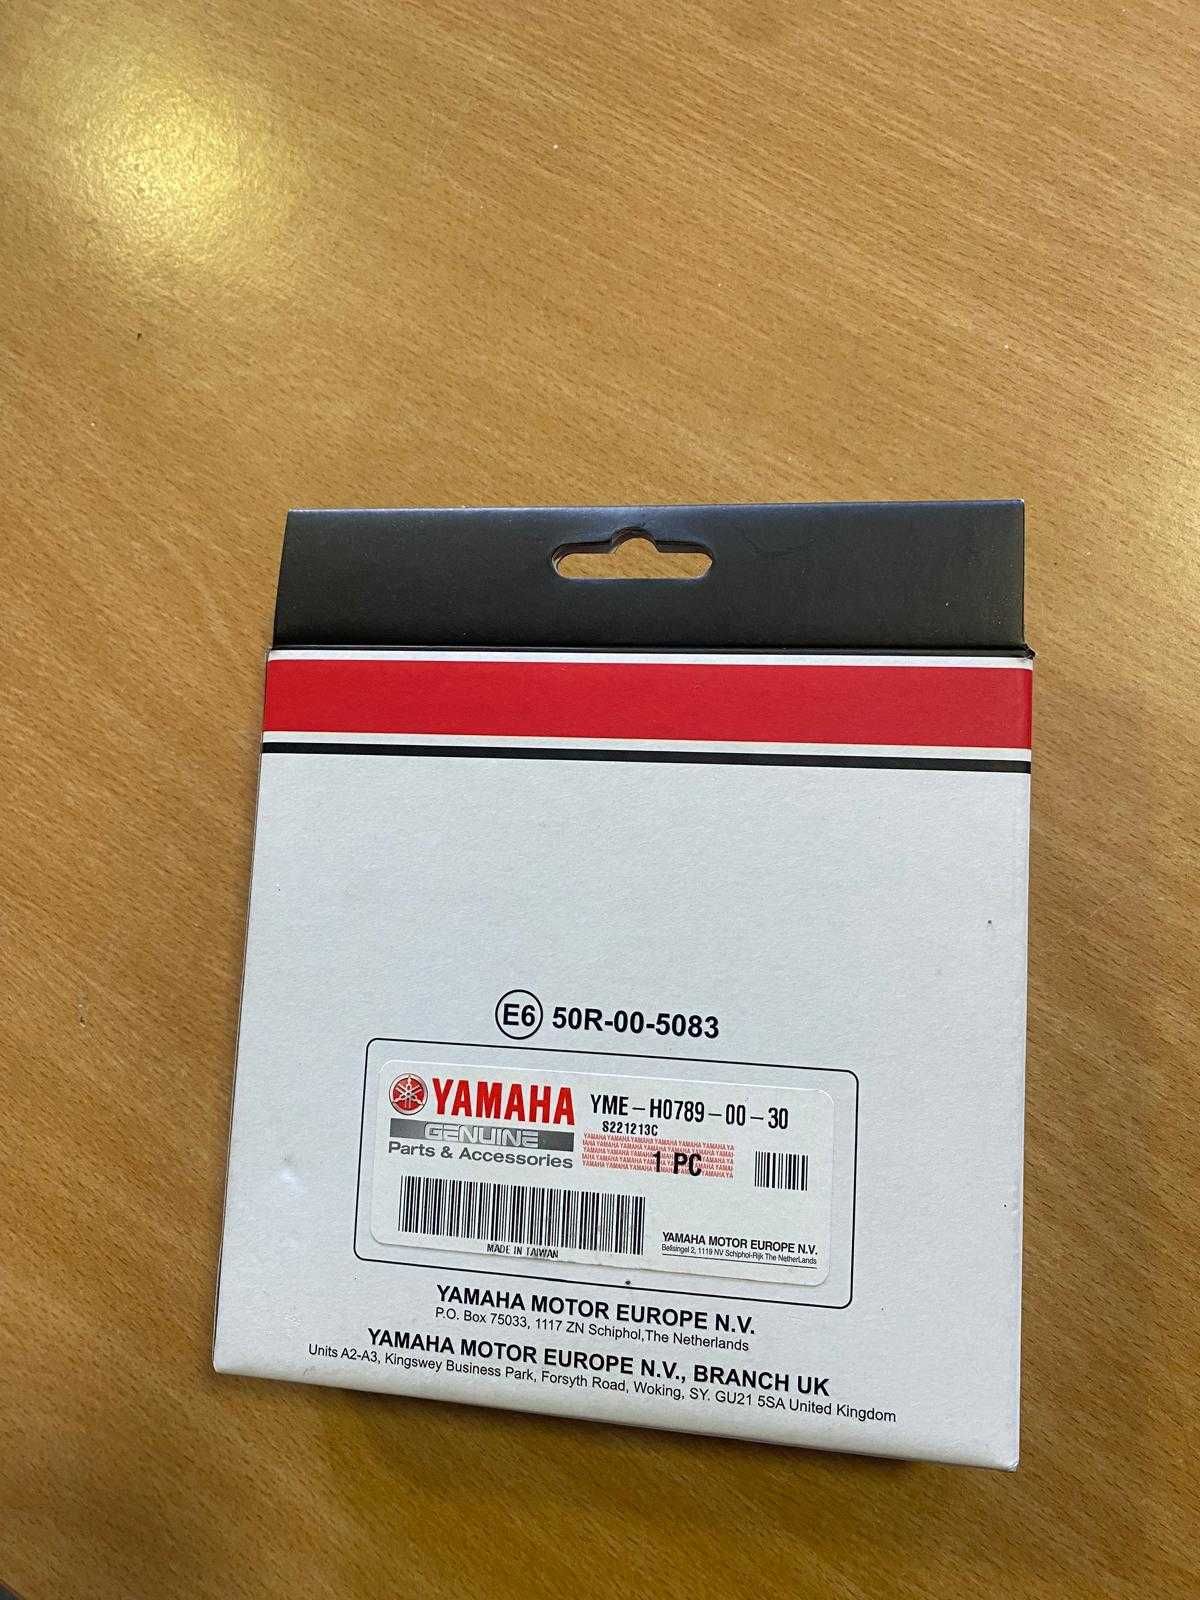 E6 50R-00-5083
YAMAHA YME-H0789-00-30
GENUINE S221213C
Parts & Accessories 1 PC
MADE IN TAIWAN
YAMAHA MOTOR EUROPE N.V.
Belisingel 2, 1119 NV Schiphol-Rijk The Netherlands
YAMAHA MOTOR EUROPE N.V.
P.O. Box 75033, 1117 ZN Schiphol,The Netherlands
YAMAHA MOTOR EUROPE N.V., BRANCH UK
Units A2-A3, Kingswey Business Park, Forsyth Road, Woking, SY. GU21 5SA United Kingdom